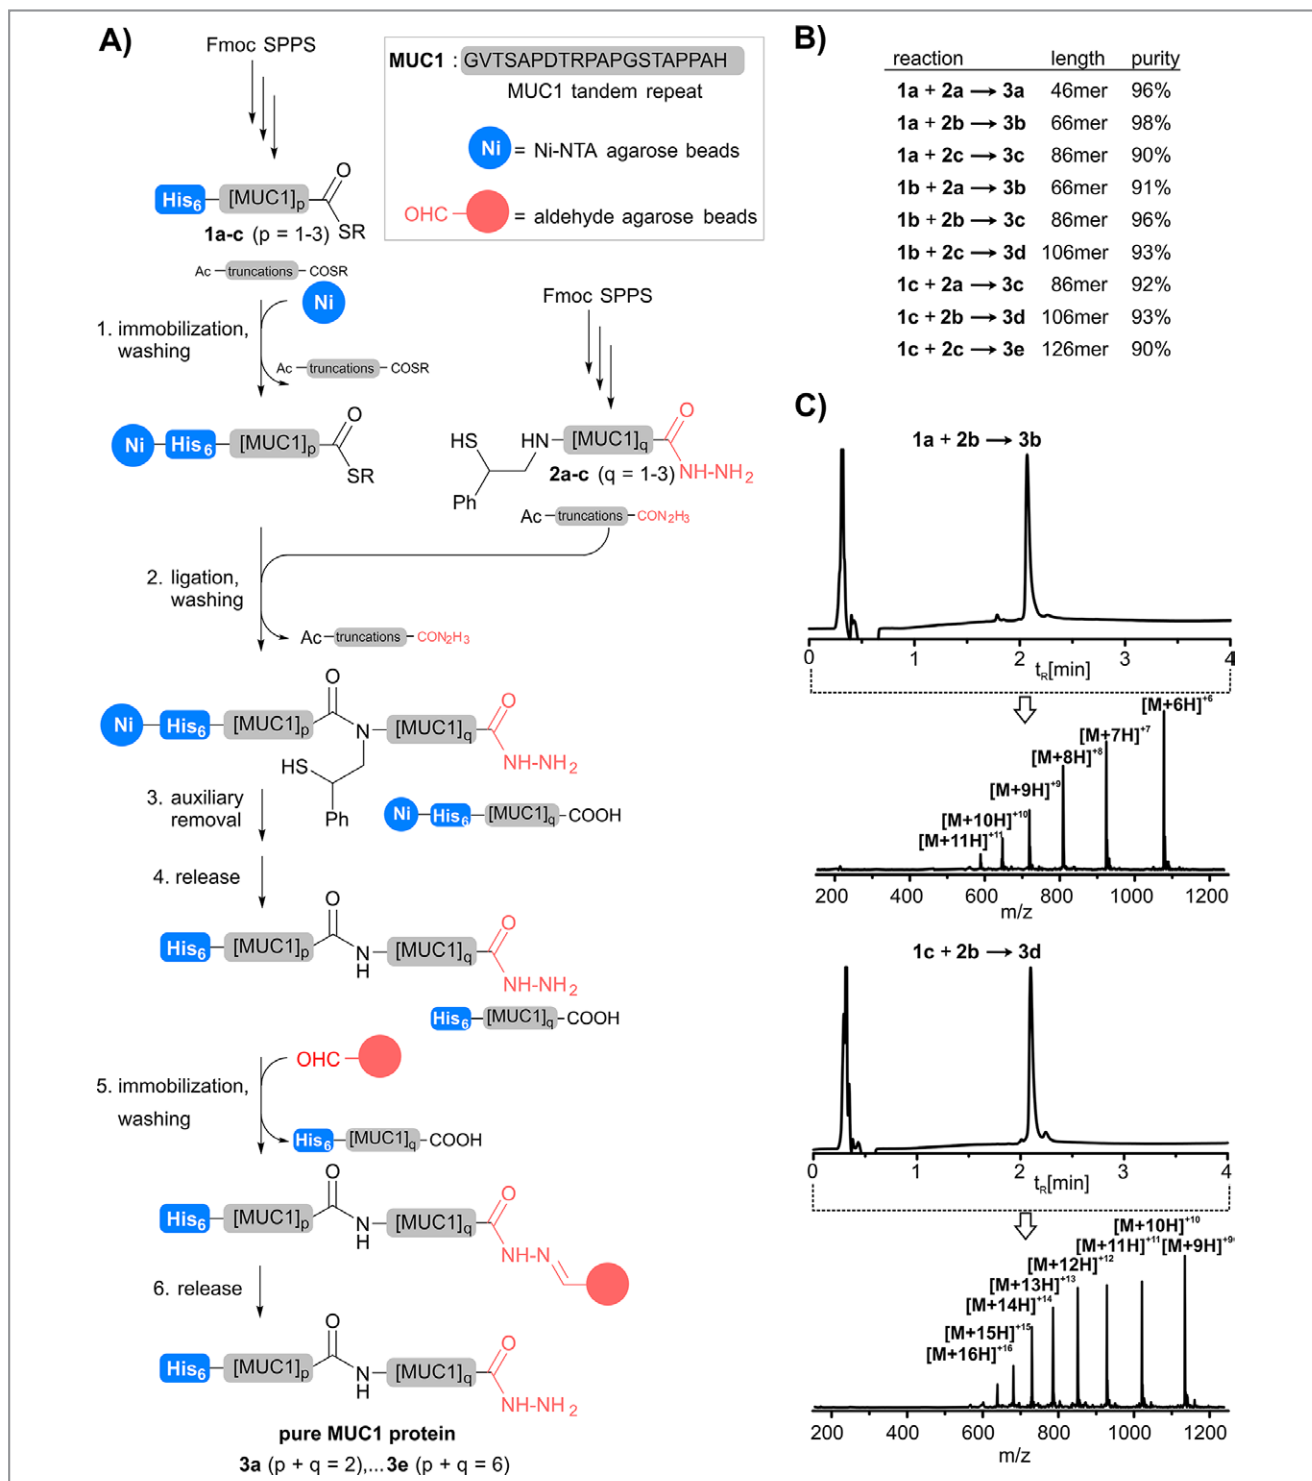 A)
Fmoc SPPS
MUC1 : GVTSAPDTRPAPGSTAPPAH
MUC1 tandem repeat
Ni = Ni-NTA agarose beads
OHC = aldehyde agarose beads
His6 [MUC1]p O SR
1a-c (p = 1-3)
Ac truncations COSR
Ni
1. immobilization,
washing
Ac truncations COSR
Ni His6 [MUC1]p O SR
Fmoc SPPS
HS HN [MUC1]q O NH-NH2
Ph
2a-c (q = 1-3)
Ac truncations CON2H3
2. ligation,
washing
Ac truncations CON2H3
Ni His6 [MUC1]p O N [MUC1]q O NH-NH2
HS
Ph
3. auxiliary
removal
Ni His6 [MUC1]q COOH
4. release
His6 [MUC1]p O N H [MUC1]q O NH-NH2
His6 [MUC1]q COOH
OHC
5. immobilization,
washing
His6 [MUC1]q COOH
His6 [MUC1]p O N H [MUC1]q O NH-N
6. release
His6 [MUC1]p O N H [MUC1]q O NH-NH2
pure MUC1 protein
3a (p + q = 2),... 3e (p + q = 6)
B)
reaction length purity
1a + 2a → 3a 46mer 96%
1a + 2b → 3b 66mer 98%
1a + 2c → 3c 86mer 90%
1b + 2a → 3b 66mer 91%
1b + 2b → 3c 86mer 96%
1b + 2c → 3d 106mer 93%
1c + 2a → 3c 86mer 92%
1c + 2b → 3d 106mer 93%
1c + 2c → 3e 126mer 90%
C)
1a + 2b → 3b
0 1 2 3 4
tR[min]
[M+6H]+6
[M+7H]+7
[M+8H]+8
[M+9H]+9
[M+10H]+10
[M+11H]+11
200 400 600 800 1000 1200
m/z
1c + 2b → 3d
0 1 2 3 4
tR[min]
[M+10H]+10
[M+11H]+11 [M+9H]+9
[M+12H]+12
[M+13H]+13
[M+14H]+14
[M+15H]+15
[M+16H]+16
200 400 600 800 1000 1200
m/z